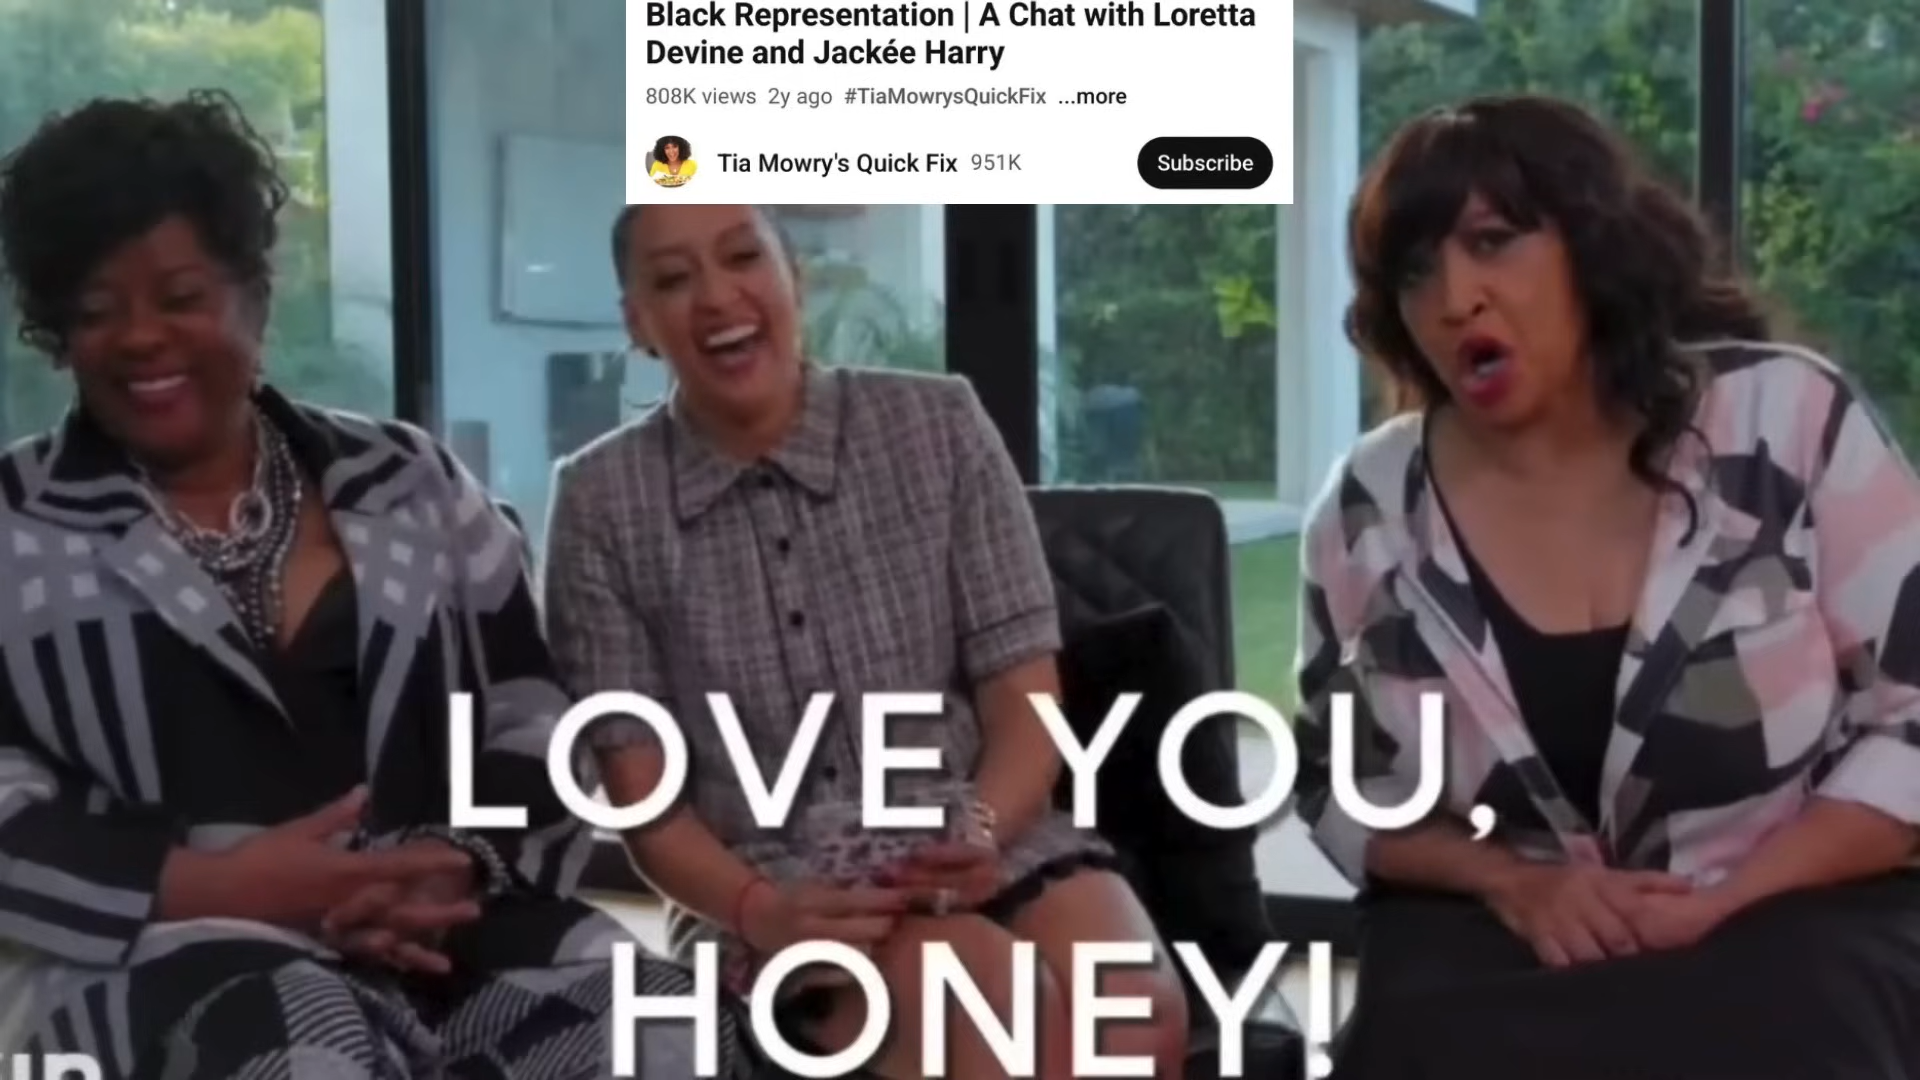 Black Representation | A Chat with Loretta
Devine and Jackée Harry
808K views 2y ago #TiaMowrysQuickFix ...more
Tia Mowry's Quick Fix 951K
Subscribe
LOVE YOU,
HONEY!